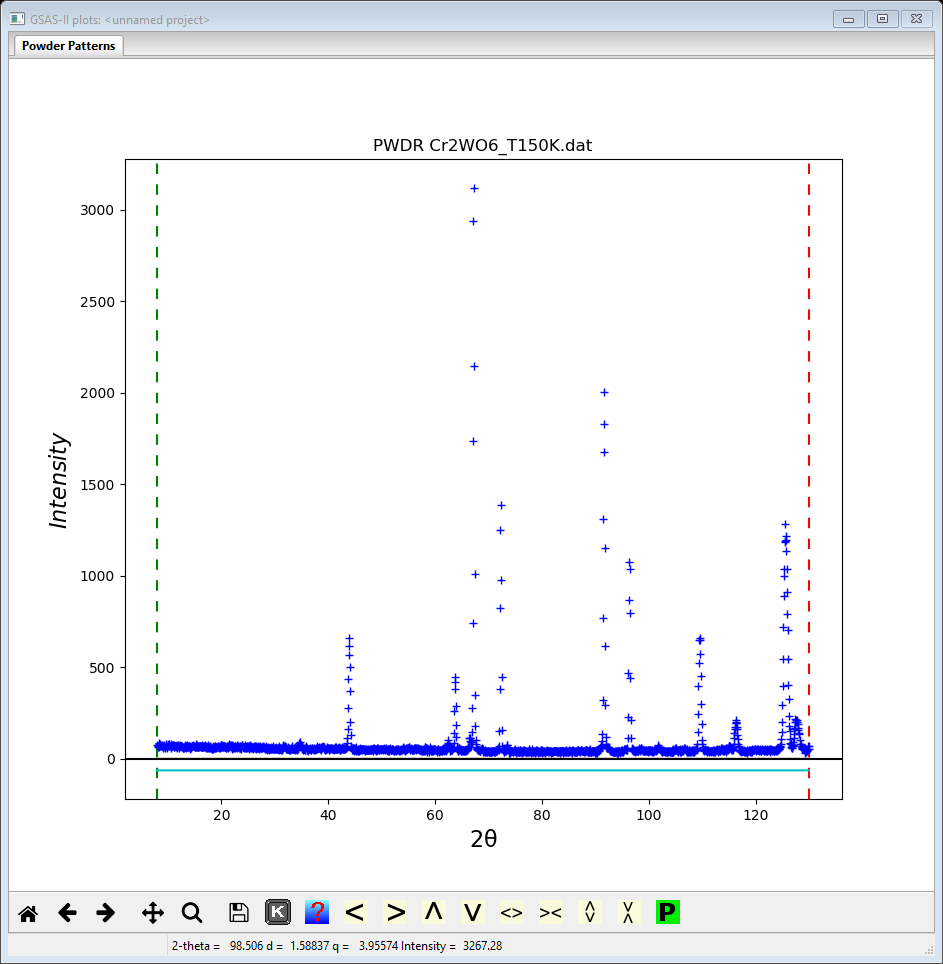 GSAS-II plots: <unnamed project>
Powder Patterns
PWDR Cr2WO6_T150K.dat
3000
2500
2000
1500
1000
500
0
Intensity
20 40 60 80 100 120
2θ
K ? < > Λ V <> >< P
2-theta = 98.506 d = 1.58837 q = 3.95574 Intensity = 3267.28